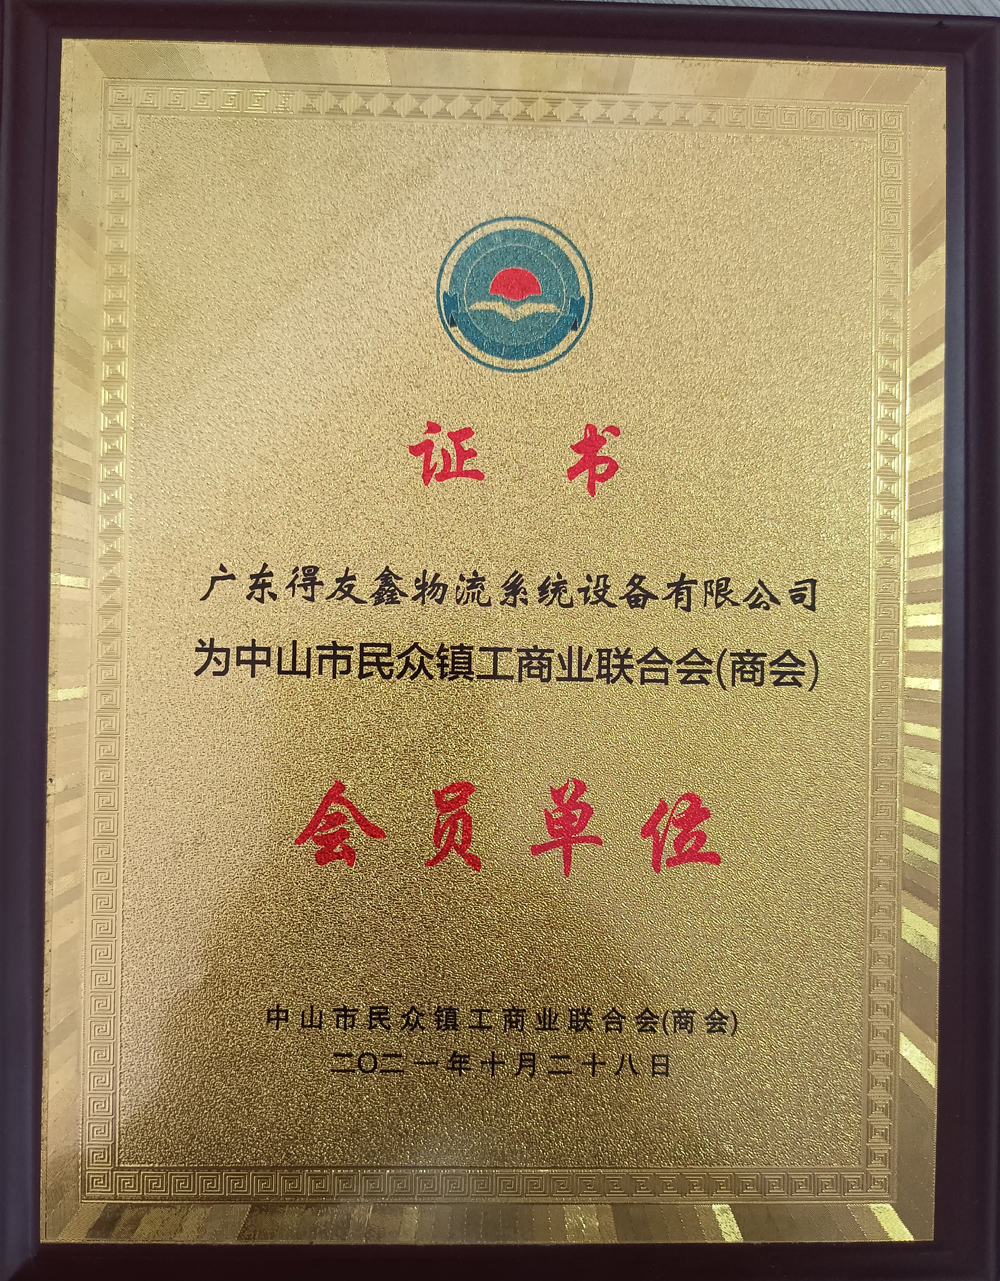 证 书
广东得友鑫物流系统设备有限公司
为中山市民众镇工商业联合会(商会)
会员单位
中山市民众镇工商业联合会(商会)
二〇二一年十月二十八日